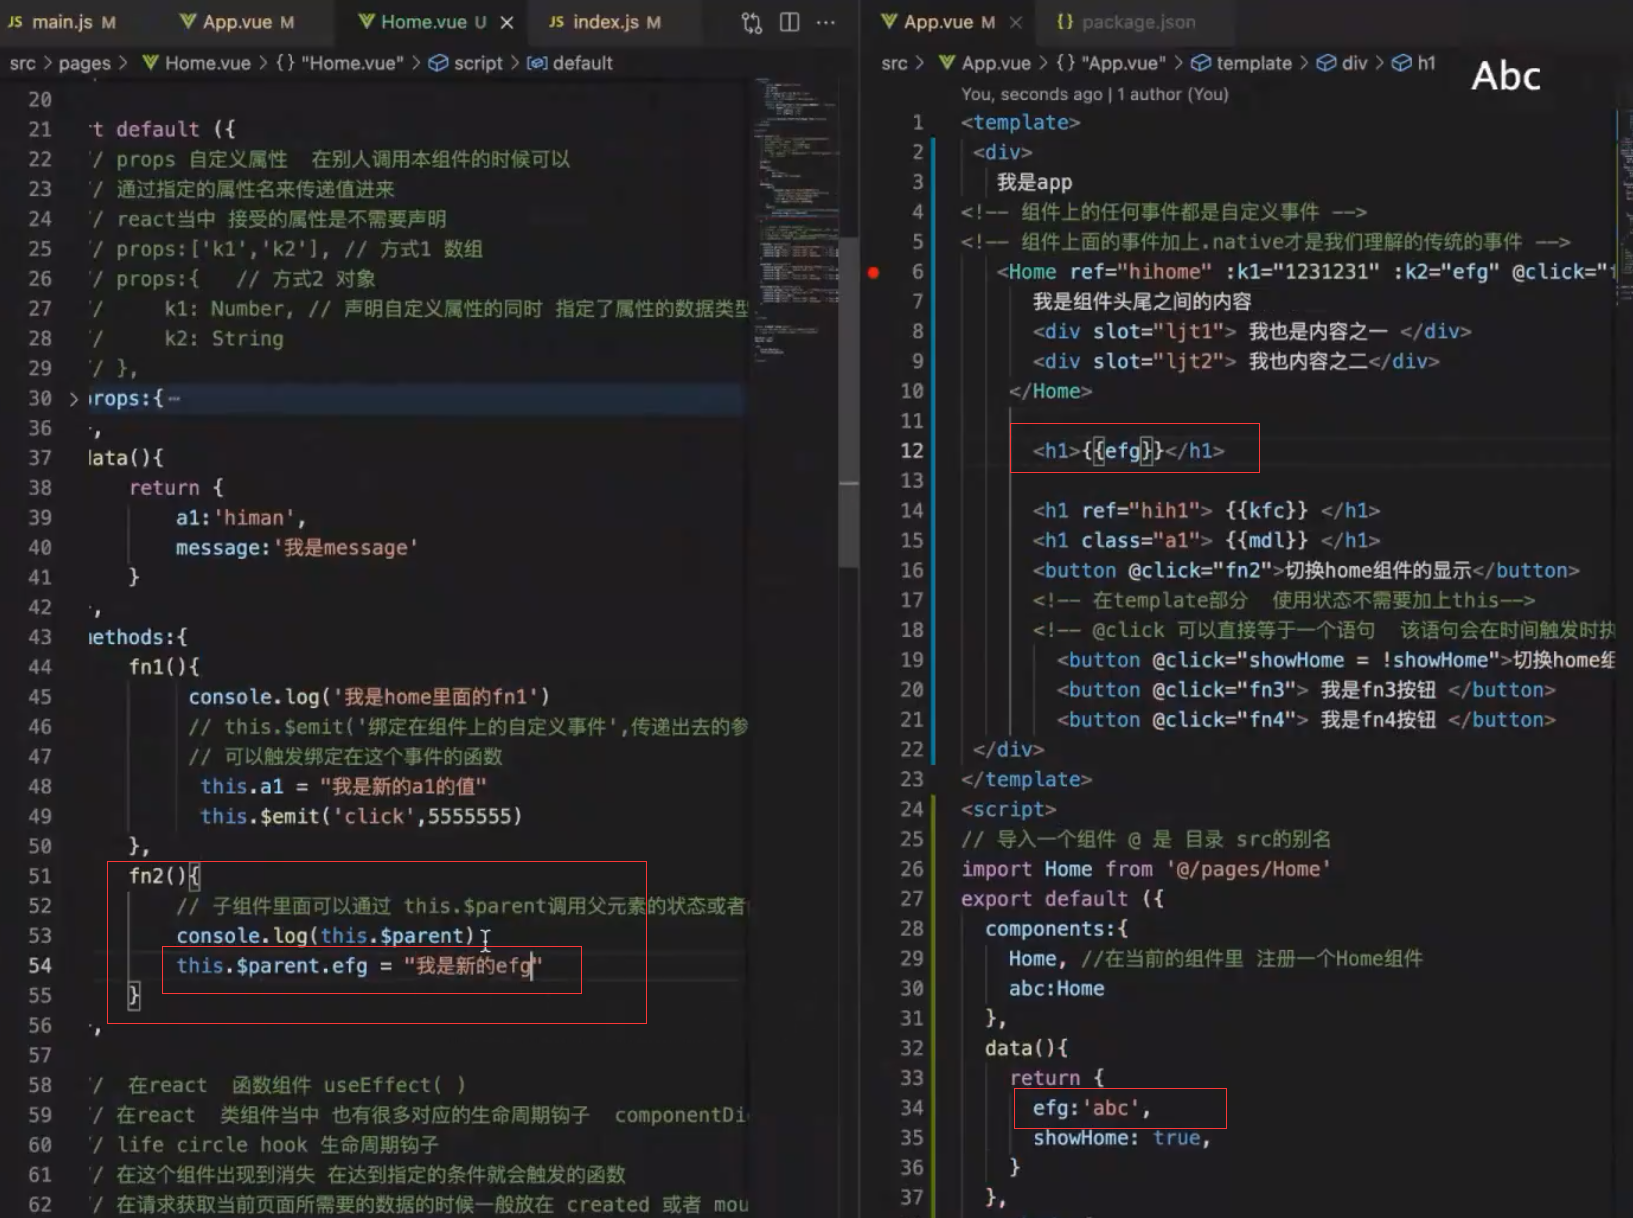 main.js M
App.vue M
Home.vue U
index.js M
src > pages > Home.vue > {} "Home.vue" > script > default
20
21 rt default ({
22 // props 自定义属性 在别人调用本组件的时候可以
23 // 通过指定的属性名来传递值进来
24 // react当中 接受的属性是不需要声明
25 // props:['k1','k2'], // 方式1 数组
26 // props:{ // 方式2 对象
27 // k1: Number, // 声明自定义属性的同时 指定了属性的数据类型
28 // k2: String
29 // },
30 props:{
36 ,
37 data(){
38 return {
39 a1:'himan',
40 message:'我是message'
41 }
42 ,
43 methods:{
44 fn1(){
45 console.log('我是home里面的fn1')
46 // this.$emit('绑定在组件上的自定义事件',传递出去的参
47 // 可以触发绑定在这个事件的函数
48 this.a1 = "我是新的a1的值"
49 this.$emit('click',5555555)
50 },
51 fn2(){
52 // 子组件里面可以通过 this.$parent调用父元素的状态或者
53 console.log(this.$parent)
54 this.$parent.efg = "我是新的efg"
55 }
56 ,
57
58 // 在react 函数组件 useEffect( )
59 // 在react 类组件当中 也有很多对应的生命周期钩子 componentDi
60 // life circle hook 生命周期钩子
61 // 在这个组件出现到消失 在达到指定的条件就会触发的函数
62 // 在请求获取当前页面所需要的数据的时候一般放在 created 或者 mou
App.vue M
package.json
src > App.vue > {} "App.vue" > template > div > h1
Abc
You, seconds ago | 1 author (You)
1 <template>
2 <div>
3 我是app
4 <!-- 组件上的任何事件都是自定义事件 -->
5 <!-- 组件上面的事件加上.native才是我们理解的传统的事件 -->
6 <Home ref="hihome" :k1="1231231" :k2="efg" @click="f
7 我是组件头尾之间的内容
8 <div slot="ljt1"> 我也是内容之一 </div>
9 <div slot="ljt2"> 我也内容之二</div>
10 </Home>
11
12 <h1>{{efg}}</h1>
13
14 <h1 ref="hih1"> {{kfc}} </h1>
15 <h1 class="a1"> {{mdl}} </h1>
16 <button @click="fn2">切换home组件的显示</button>
17 <!-- 在template部分 使用状态不需要加上this-->
18 <!-- @click 可以直接等于一个语句 该语句会在时间触发时执
19 <button @click="showHome = !showHome">切换home组
20 <button @click="fn3"> 我是fn3按钮 </button>
21 <button @click="fn4"> 我是fn4按钮 </button>
22 </div>
23 </template>
24 <script>
25 // 导入一个组件 @ 是 目录 src的别名
26 import Home from '@/pages/Home'
27 export default ({
28 components:{
29 Home, //在当前的组件里 注册一个Home组件
30 abc:Home
31 },
32 data(){
33 return {
34 efg:'abc',
35 showHome: true,
36 }
37 },